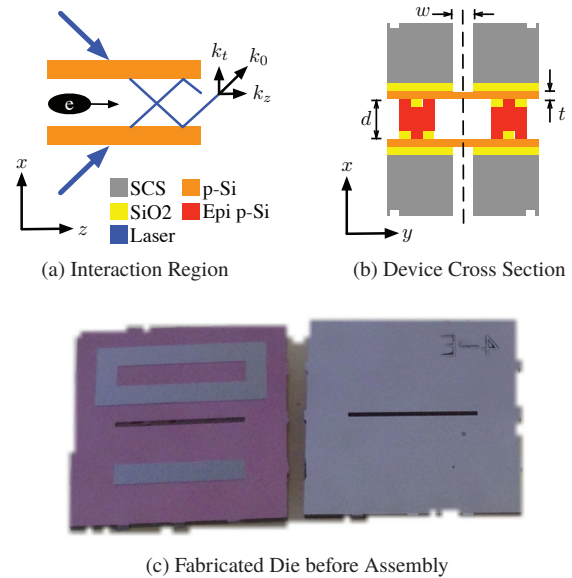 e
k_t
k_0
k_z
x
z
SCS
p-Si
SiO2
Epi p-Si
Laser
(a) Interaction Region
w
d
t
x
y
(b) Device Cross Section
E-4
(c) Fabricated Die before Assembly